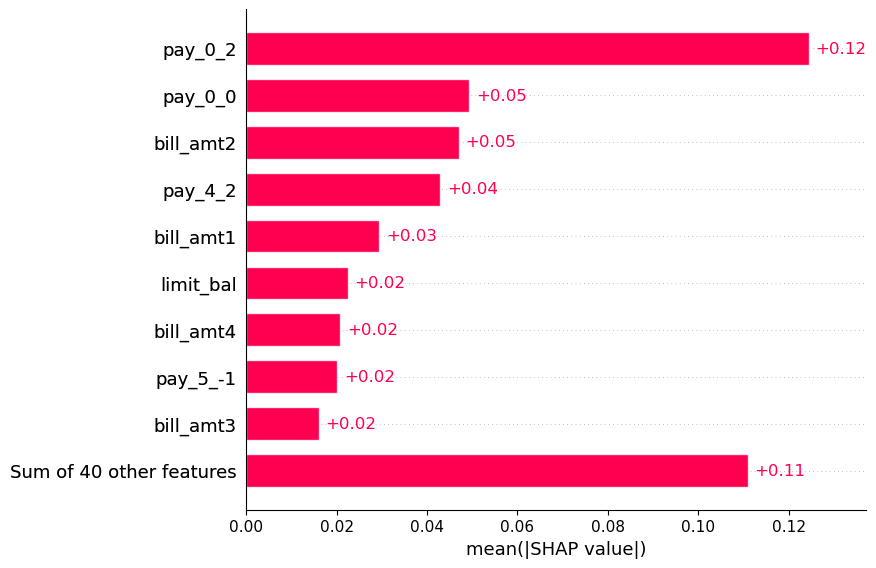 pay_0_2 +0.12
pay_0_0 +0.05
bill_amt2 +0.05
pay_4_2 +0.04
bill_amt1 +0.03
limit_bal +0.02
bill_amt4 +0.02
pay_5_-1 +0.02
bill_amt3 +0.02
Sum of 40 other features +0.11
0.00 0.02 0.04 0.06 0.08 0.10 0.12
mean(|SHAP value|)